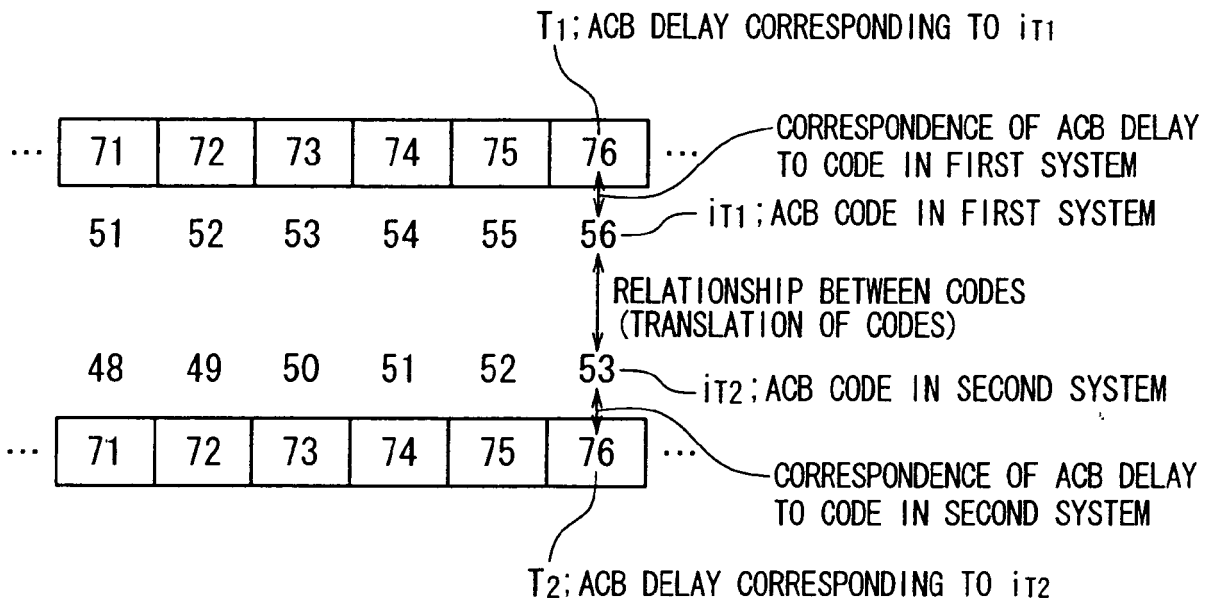 T1; ACB DELAY CORRESPONDING TO iT1
... 71 72 73 74 75 76 ...
CORRESPONDENCE OF ACB DELAY
TO CODE IN FIRST SYSTEM
51 52 53 54 55 56
iT1; ACB CODE IN FIRST SYSTEM
RELATIONSHIP BETWEEN CODES
(TRANSLATION OF CODES)
48 49 50 51 52 53
iT2; ACB CODE IN SECOND SYSTEM
... 71 72 73 74 75 76 ...
CORRESPONDENCE OF ACB DELAY
TO CODE IN SECOND SYSTEM
T2; ACB DELAY CORRESPONDING TO iT2